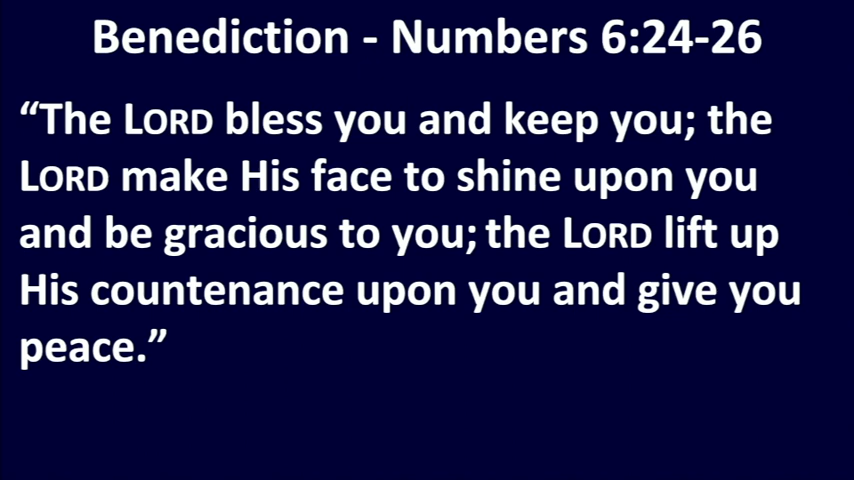 Benediction - Numbers 6:24-26
“The LORD bless you and keep you; the
LORD make His face to shine upon you
and be gracious to you; the LORD lift up
His countenance upon you and give you
peace.”